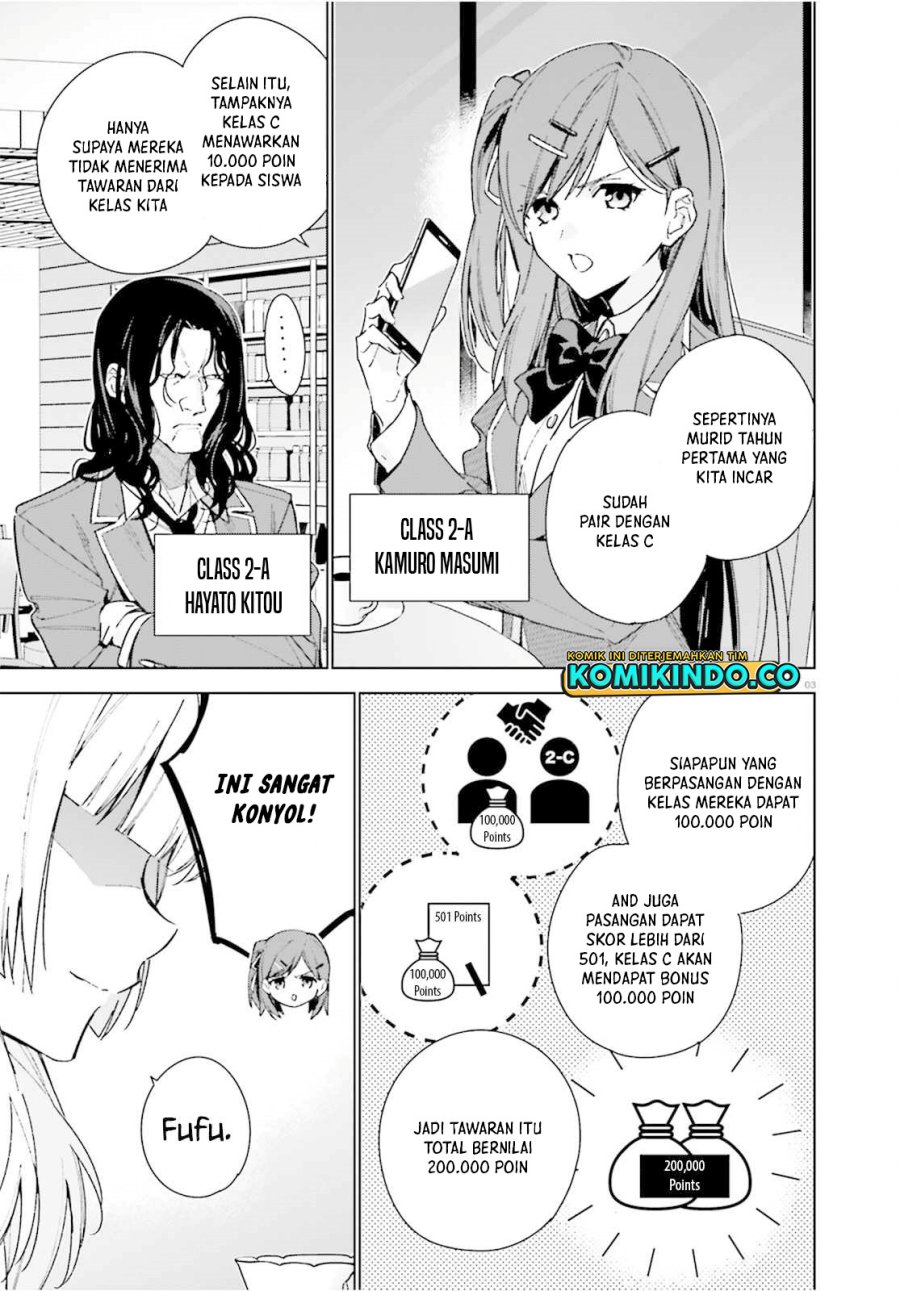 SEPERTINYA
MURID TAHUN
PERTAMA YANG
KITA INCAR
SUDAH
PAIR DENGAN
KELAS C
CLASS 2-A
KAMURO MASUMI
SELAIN ITU,
TAMPAKNYA
KELAS C
MENAWARKAN
10.000 POIN
KEPADA SISWA
HANYA
SUPAYA MEREKA
TIDAK MENERIMA
TAWARAN DARI
KELAS KITA
......
CLASS 2-A
HAYATO KITOU
KOMIK INI DITERJEMAHKAN TIM
KOMIKINDO.CO
03
SIAPAPUN YANG
BERPASANGAN DENGAN
KELAS MEREKA DAPAT
100.000 POIN
2-C
100,000
Points
AND JUGA
PASANGAN DAPAT
SKOR LEBIH DARI
501, KELAS C AKAN
MENDAPAT BONUS
100.000 POIN
501 Points
100,000
Points
JADI TAWARAN ITU
TOTAL BERNILAI
200.000 POIN
200,000
Points
INI SANGAT
KONYOL!
Fufu.